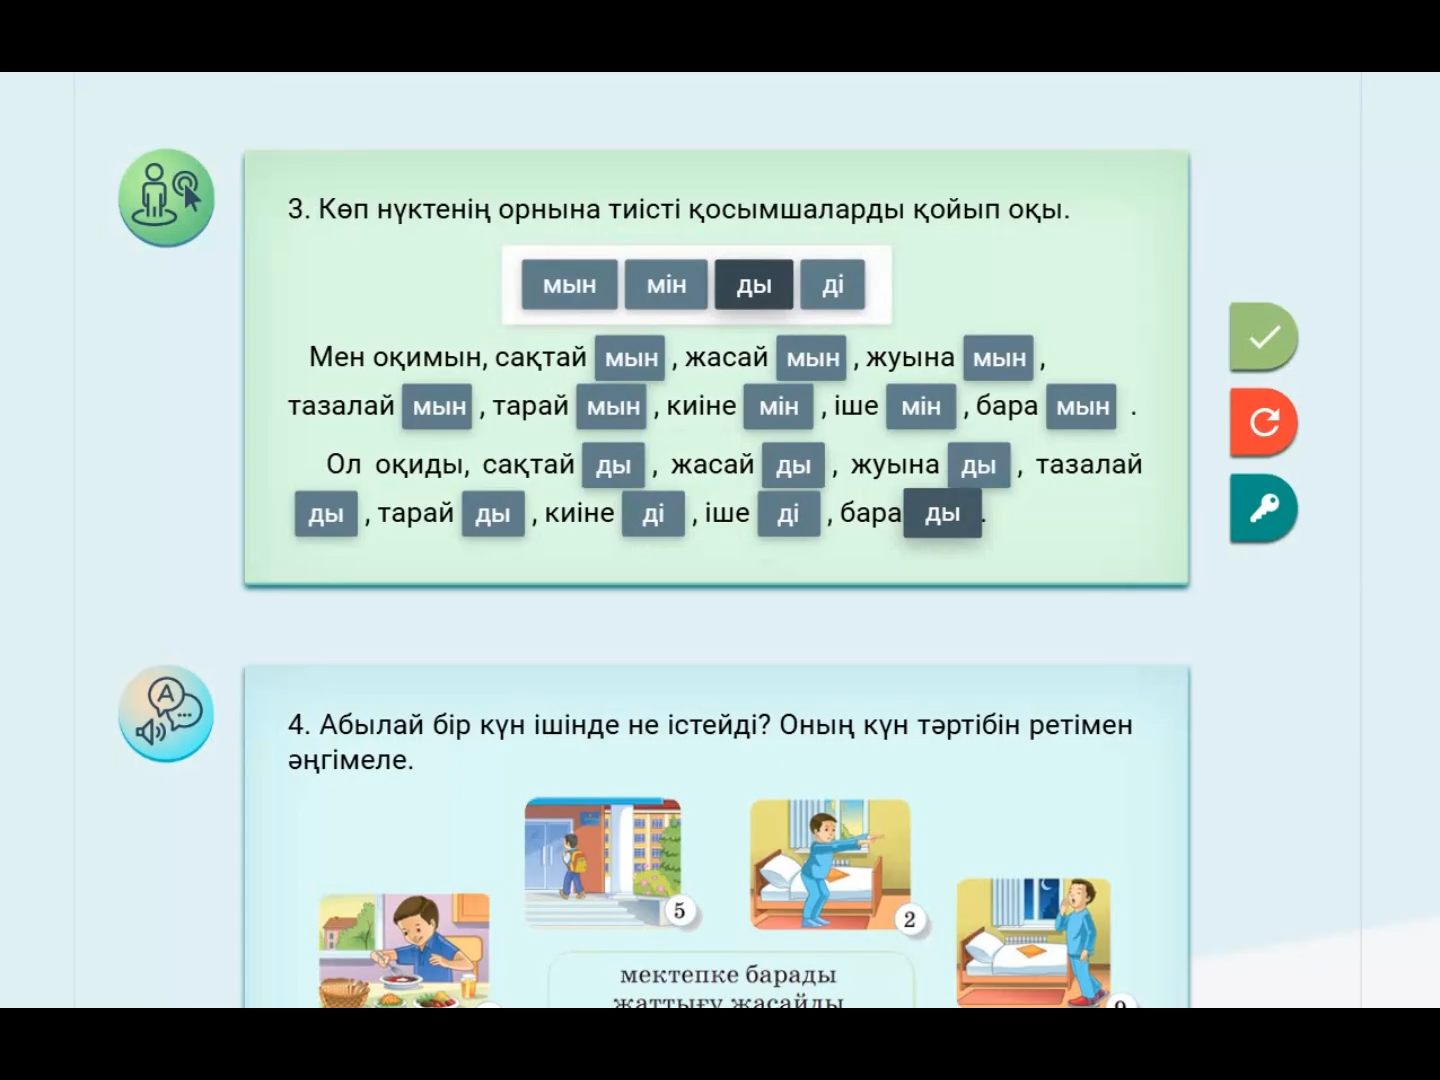 3. Көп нүктенің орнына тиісті қосымшаларды қойып оқы.
мын мін ды ді
Мен оқимын, сақтай мын , жасай мын , жуына мын ,
тазалай мын , тарай мын , киіне мін , іше мін , бара мын .
Ол оқиды, сақтай ды , жасай ды , жуына ды , тазалай
ды , тарай ды , киіне ді , іше ді , бара ды .
4. Абылай бір күн ішінде не істейді? Оның күн тәртібін ретімен
әңгімеле.
5
2
мектепке барады
жаттығу жасайды
9